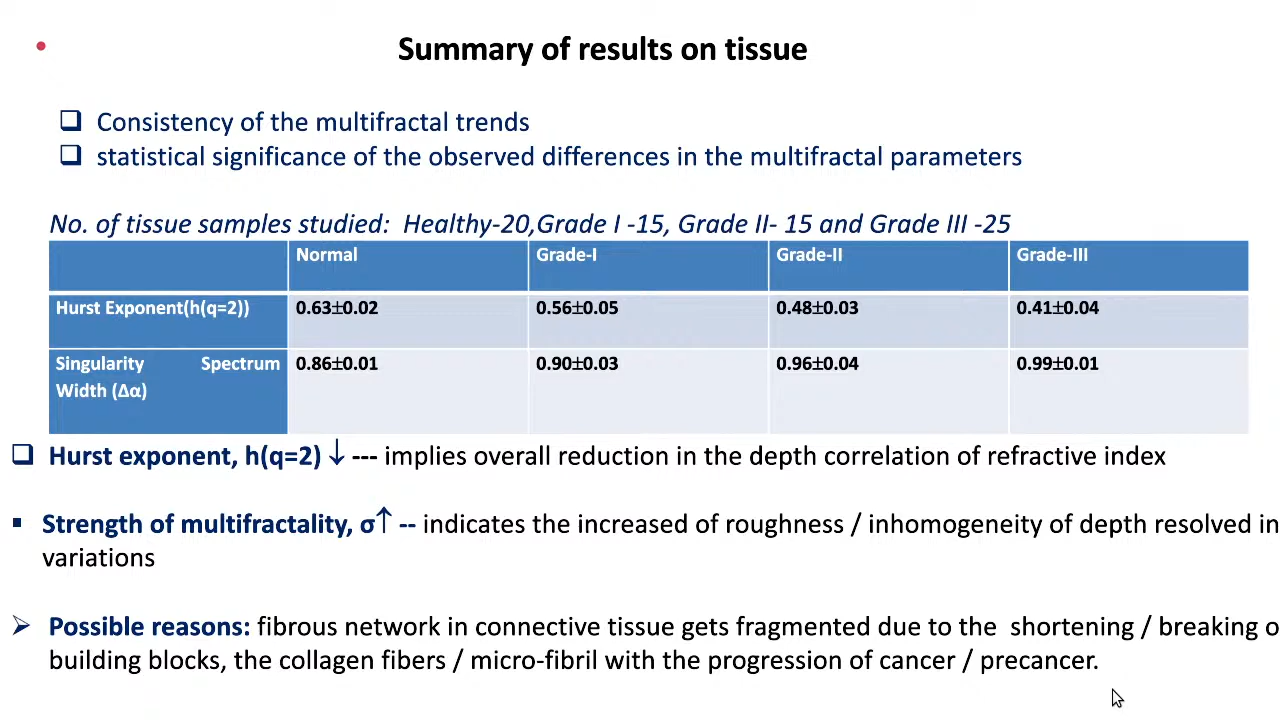 Summary of results on tissue
Consistency of the multifractal trends
statistical significance of the observed differences in the multifractal parameters
No. of tissue samples studied: Healthy-20,Grade I -15, Grade II- 15 and Grade III -25
Normal Grade-I Grade-II Grade-III
Hurst Exponent(h(q=2)) 0.63±0.02 0.56±0.05 0.48±0.03 0.41±0.04
Singularity Spectrum 0.86±0.01 0.90±0.03 0.96±0.04 0.99±0.01
Width (Δα)
Hurst exponent, h(q=2) ↓ --- implies overall reduction in the depth correlation of refractive index
Strength of multifractality, σ↑ -- indicates the increased of roughness / inhomogeneity of depth resolved in
variations
Possible reasons: fibrous network in connective tissue gets fragmented due to the shortening / breaking o
building blocks, the collagen fibers / micro-fibril with the progression of cancer / precancer.